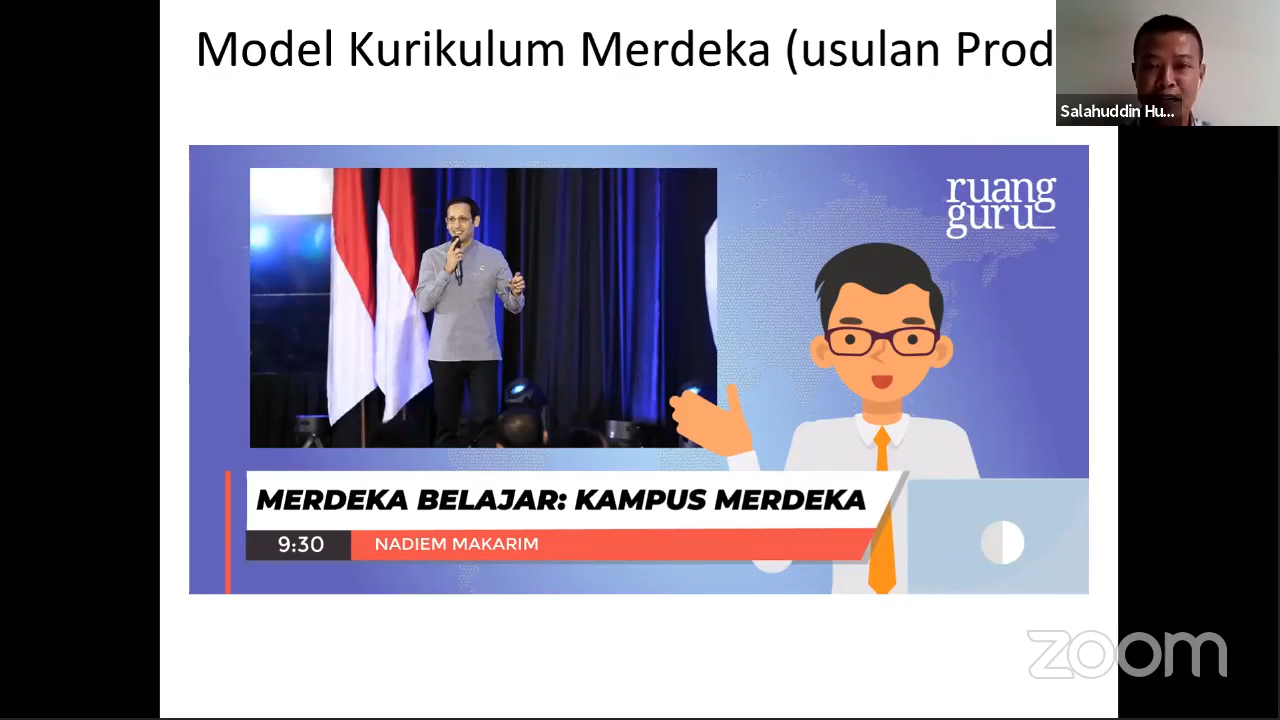 Model Kurikulum Merdeka (usulan Prod
Salahuddin Hu...
ruang
guru
MERDEKA BELAJAR: KAMPUS MERDEKA
9:30 NADIEM MAKARIM
zoom